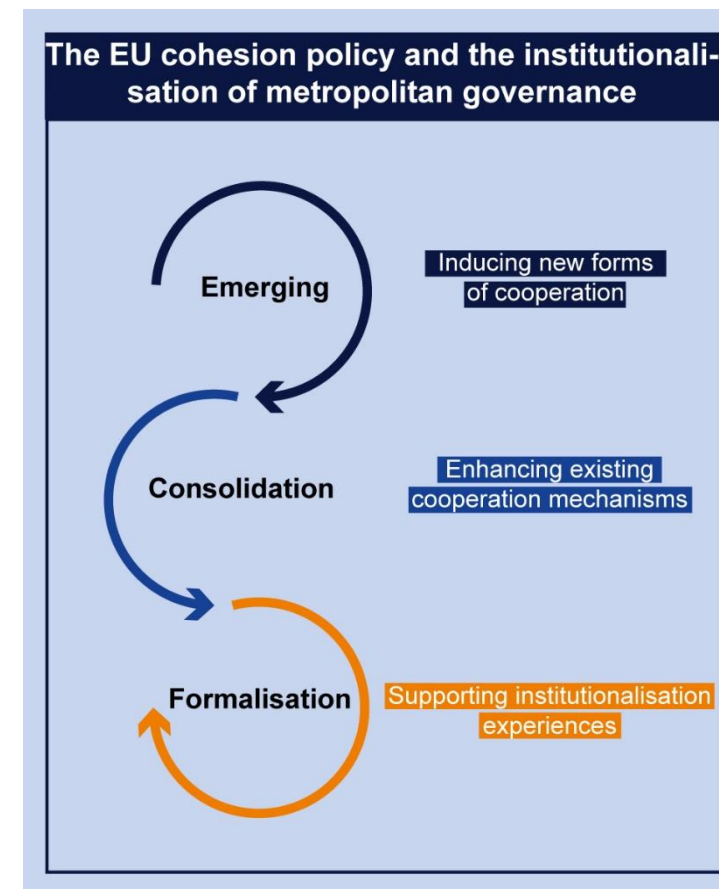 The EU cohesion policy and the institutionali-
sation of metropolitan governance
Emerging
Inducing new forms
of cooperation
Consolidation
Enhancing existing
cooperation mechanisms
Formalisation
Supporting institutionalisation
experiences